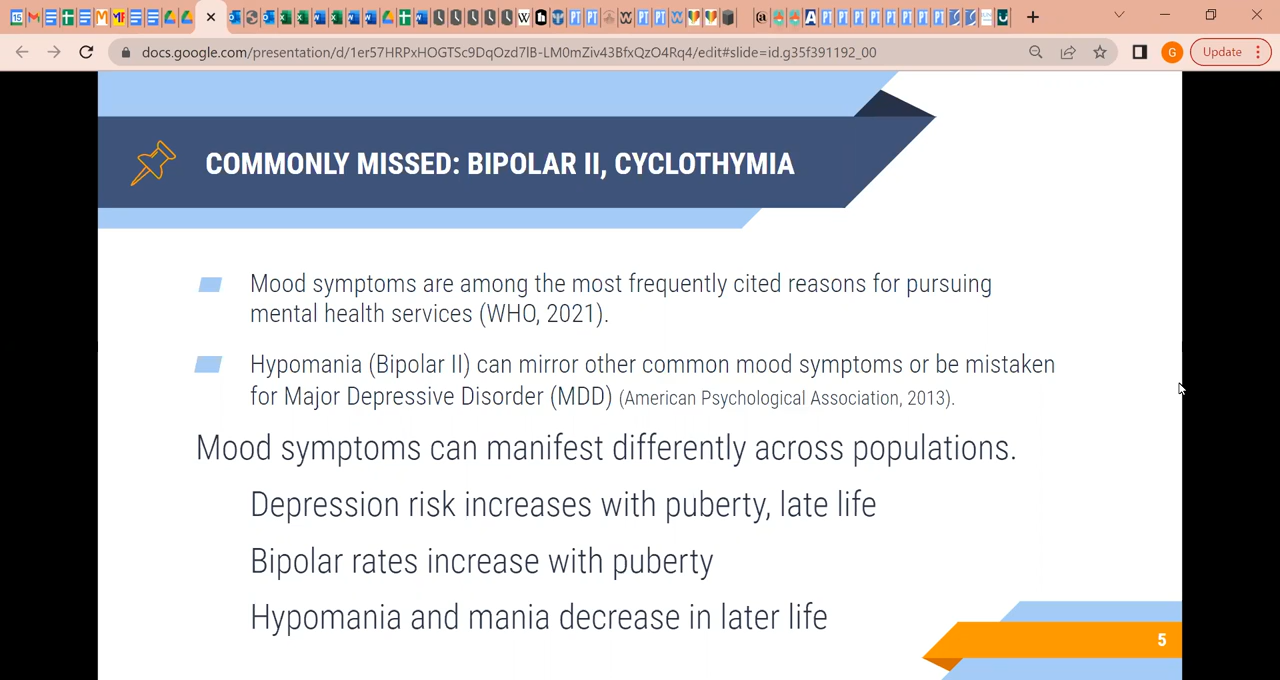 docs.google.com/presentation/d/1er57HRPxHOGTSc9DqOzd7lB-LM0mZiv43BfxQzO4Rq4/edit#slide=id.g35f391192_00
G
Update
COMMONLY MISSED: BIPOLAR II, CYCLOTHYMIA
Mood symptoms are among the most frequently cited reasons for pursuing
mental health services (WHO, 2021).
Hypomania (Bipolar II) can mirror other common mood symptoms or be mistaken
for Major Depressive Disorder (MDD) (American Psychological Association, 2013).
Mood symptoms can manifest differently across populations.
Depression risk increases with puberty, late life
Bipolar rates increase with puberty
Hypomania and mania decrease in later life
5